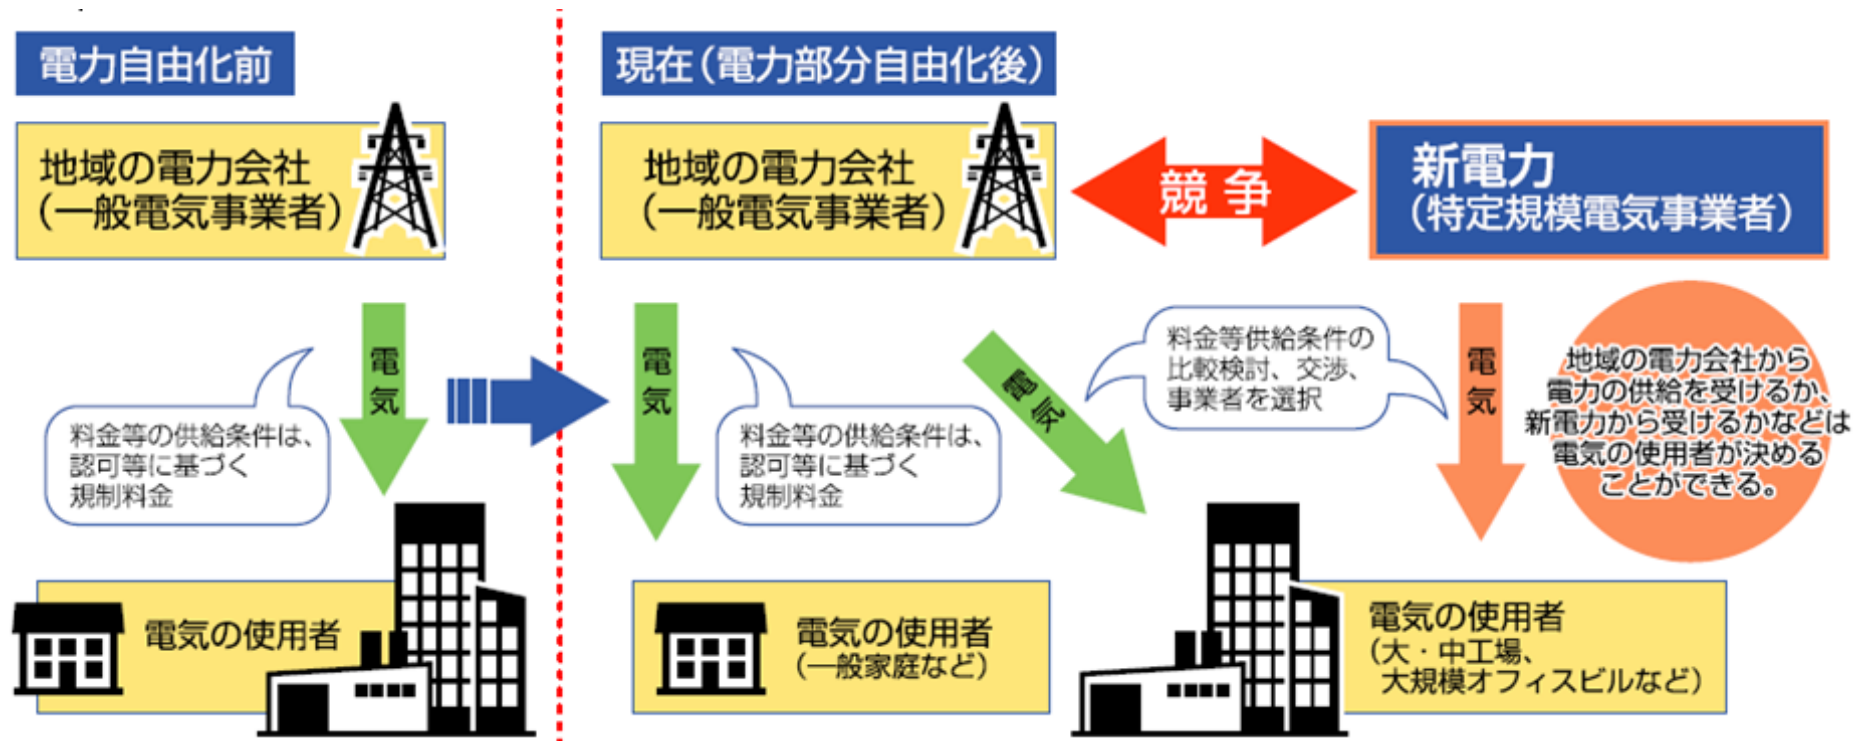 電力自由化前
地域の電力会社
（一般電気事業者）
電気
料金等の供給条件は、
認可等に基づく
規制料金
電気の使用者
現在（電力部分自由化後）
地域の電力会社
（一般電気事業者）
競争
新電力
（特定規模電気事業者）
電気
料金等の供給条件は、
認可等に基づく
規制料金
電気
料金等供給条件の
比較検討、交渉、
事業者を選択
電気
地域の電力会社から
電力の供給を受けるか、
新電力から受けるかなどは
電気の使用者が決める
ことができる。
電気の使用者
（一般家庭など）
電気の使用者
（大・中工場、
大規模オフィスビルなど）